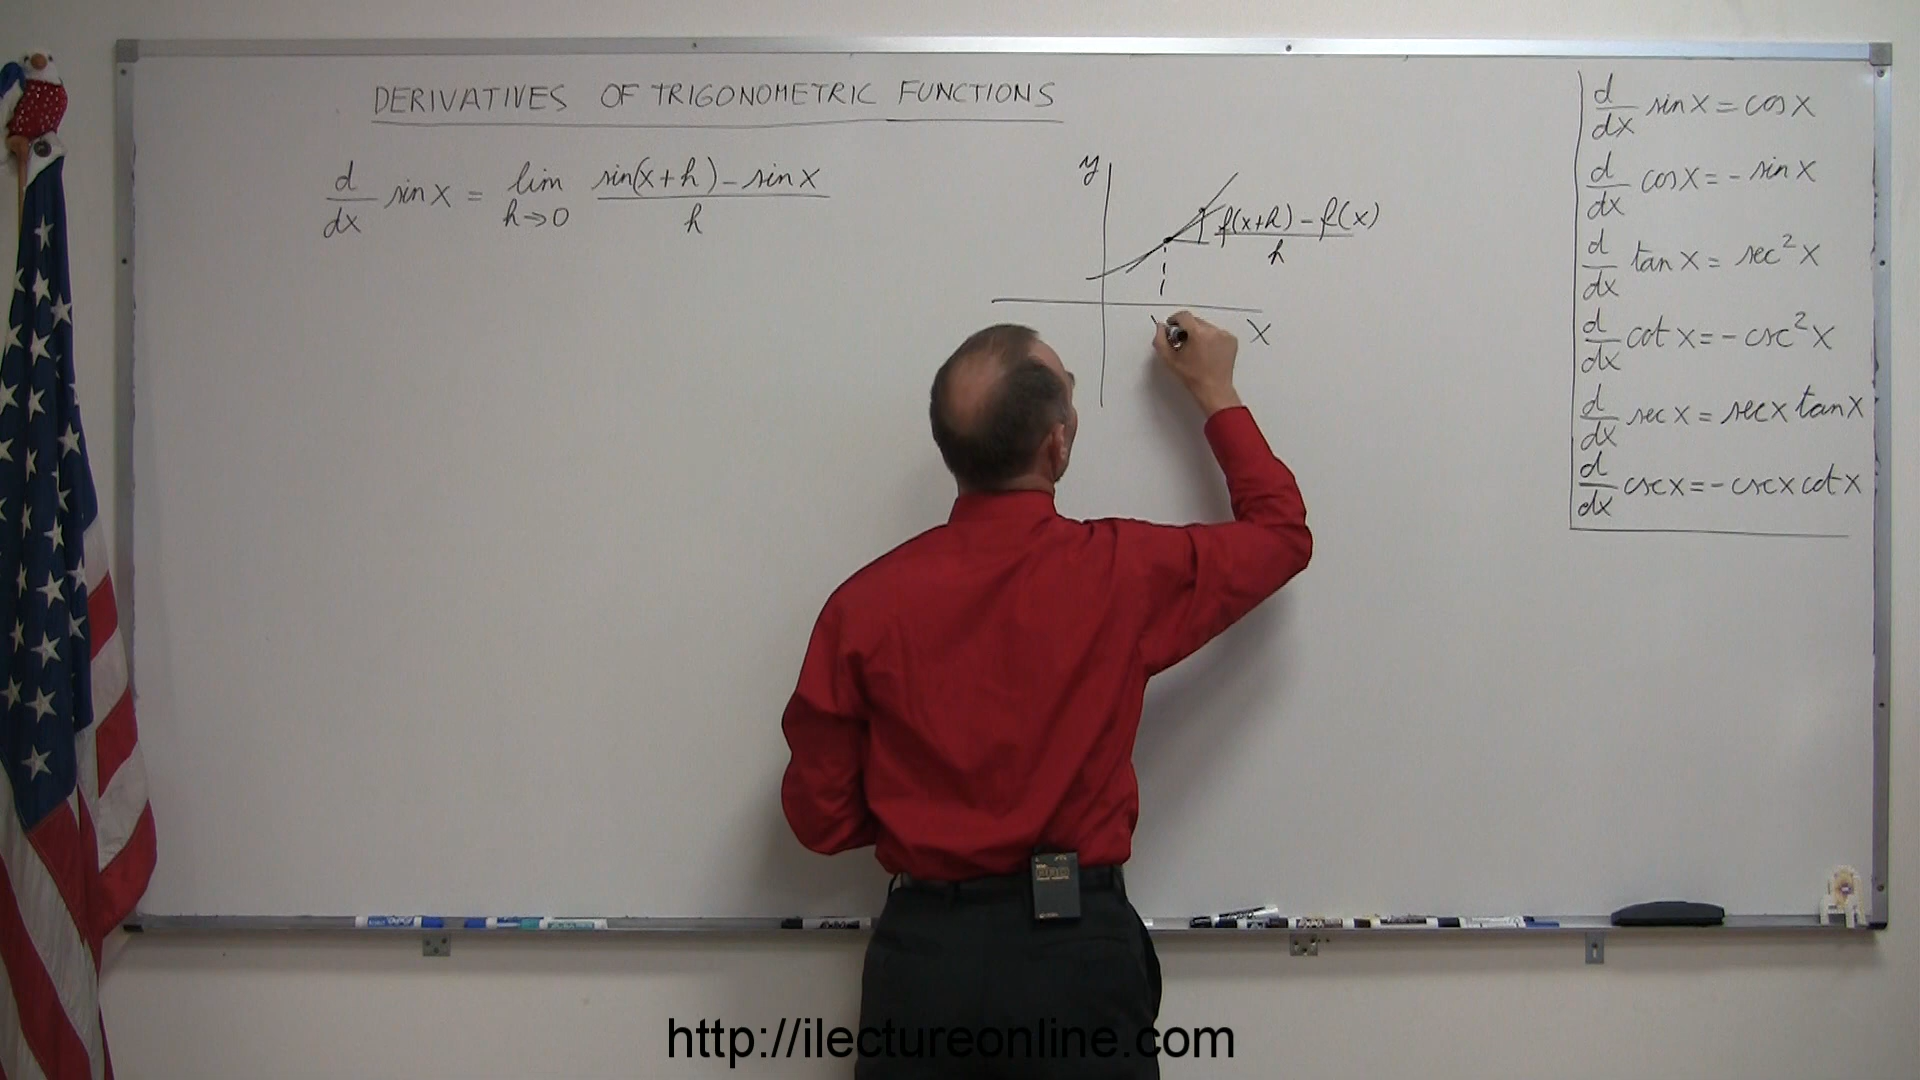 DERIVATIVES OF TRIGONOMETRIC FUNCTIONS
d/dx sin x = lim h→0 (sin(x+h) - sin x)/h
y
(f(x+h) - f(x))/h
X
d/dx sin x = cos x
d/dx cos x = - sin x
d/dx tan x = sec² x
d/dx cot x = - csc² x
d/dx sec x = sec x tan x
d/dx csc x = - csc x cot x
http://ilectureonline.com